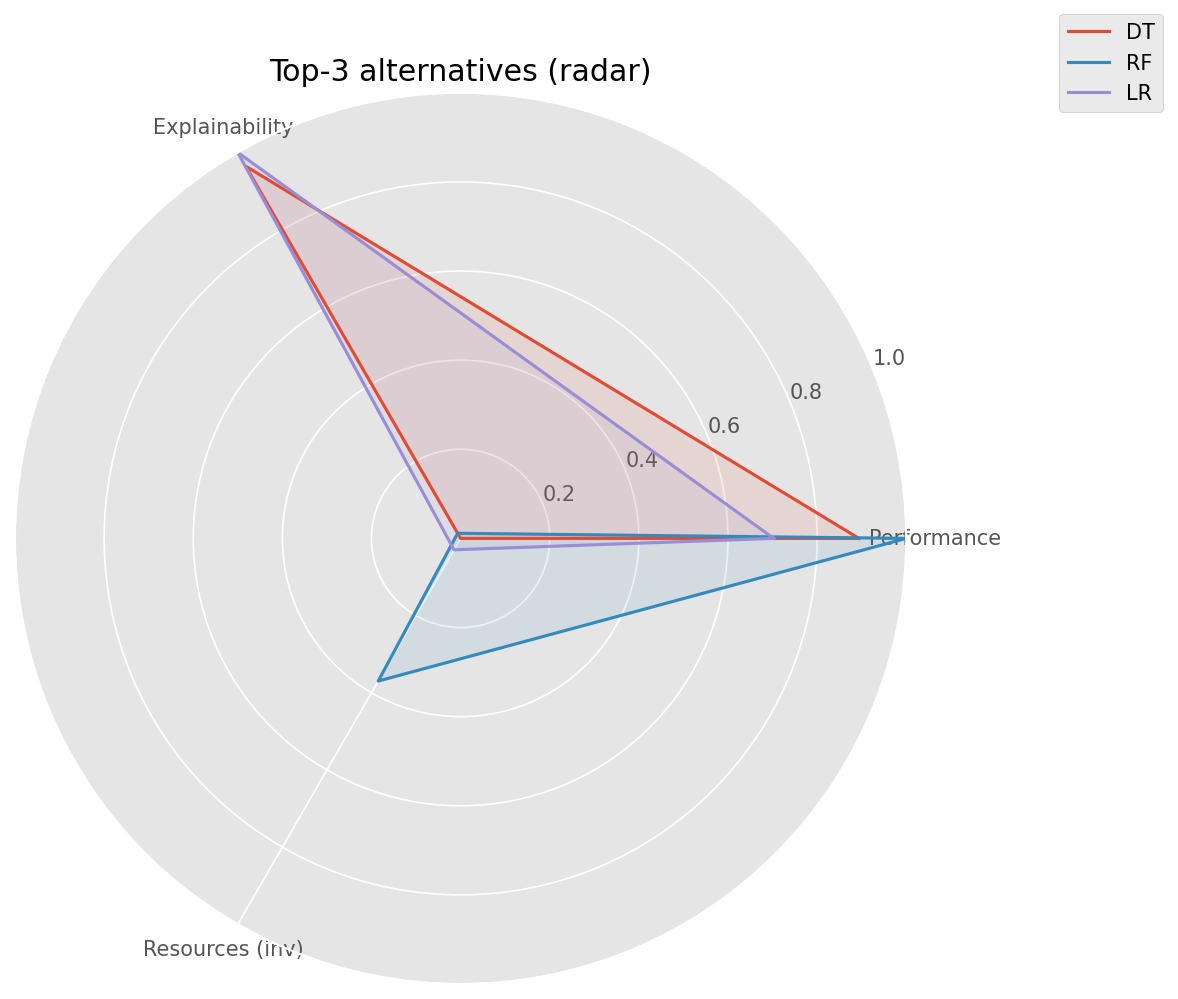 Top-3 alternatives (radar)
DT
RF
LR
Explainability
1.0
0.8
0.6
0.4
0.2
Performance
Resources (inv)